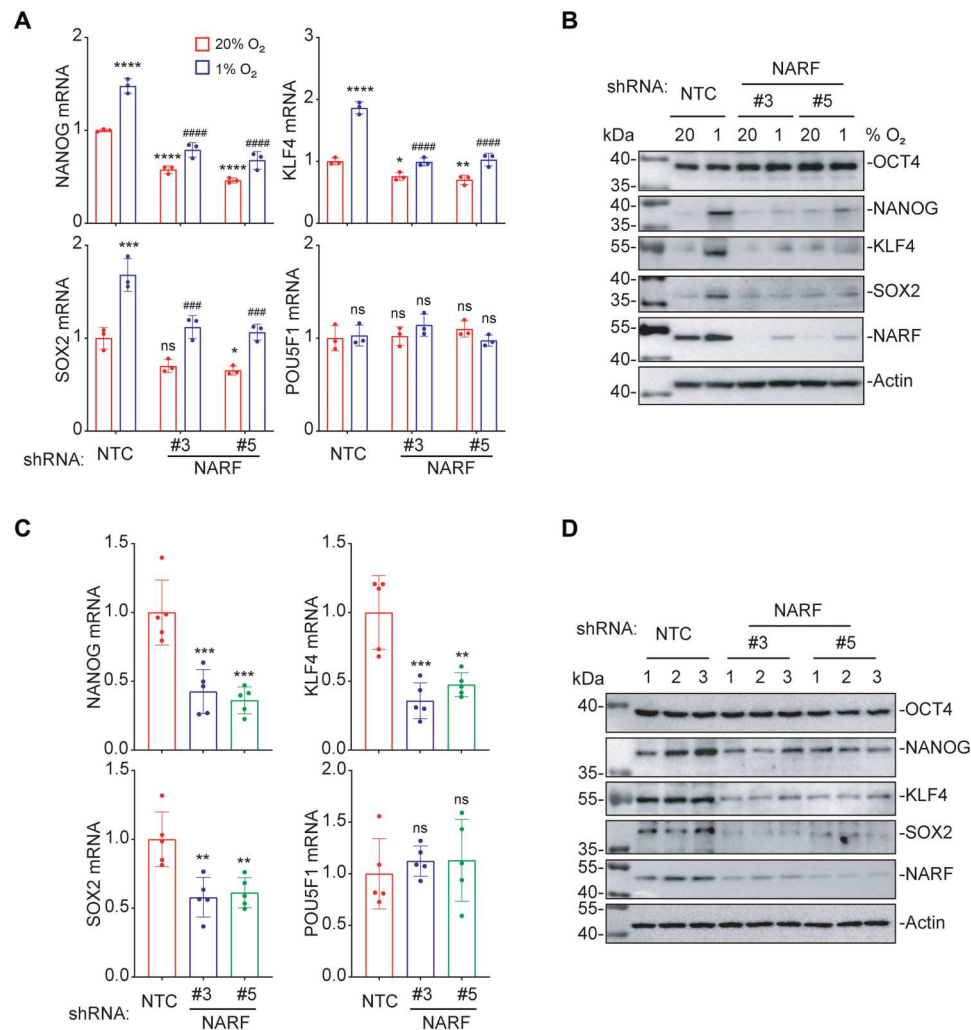 A
NANOG mRNA
2
1
0
****
****
####
****
####
20% O₂
1% O₂
KLF4 mRNA
3
2
1
0
****
*
####
**
####
SOX2 mRNA
2
1
0
***
ns
###
*
###
POU5F1 mRNA
2
1
0
ns
ns
ns
ns
ns
shRNA:
NTC
#3
#5
NARF
NTC
#3
#5
NARF
B
shRNA:
NTC
NARF
#3
#5
kDa
20
1
20
1
20
1
% O₂
40-
35-
-OCT4
40-
35-
-NANOG
55-
-KLF4
40-
35-
-SOX2
55-
40-
-NARF
40-
-Actin
C
NANOG mRNA
1.5
1.0
0.5
0.0
***
***
KLF4 mRNA
1.5
1.0
0.5
0.0
***
**
SOX2 mRNA
1.5
1.0
0.5
0.0
**
**
POU5F1 mRNA
2.0
1.5
1.0
0.5
0.0
ns
ns
shRNA:
NTC
#3
#5
NARF
NTC
#3
#5
NARF
D
shRNA:
NTC
NARF
#3
#5
kDa
1
2
3
1
2
3
1
2
3
40-
-OCT4
35-
-NANOG
55-
-KLF4
35-
-SOX2
55-
40-
-NARF
55-
40-
-Actin